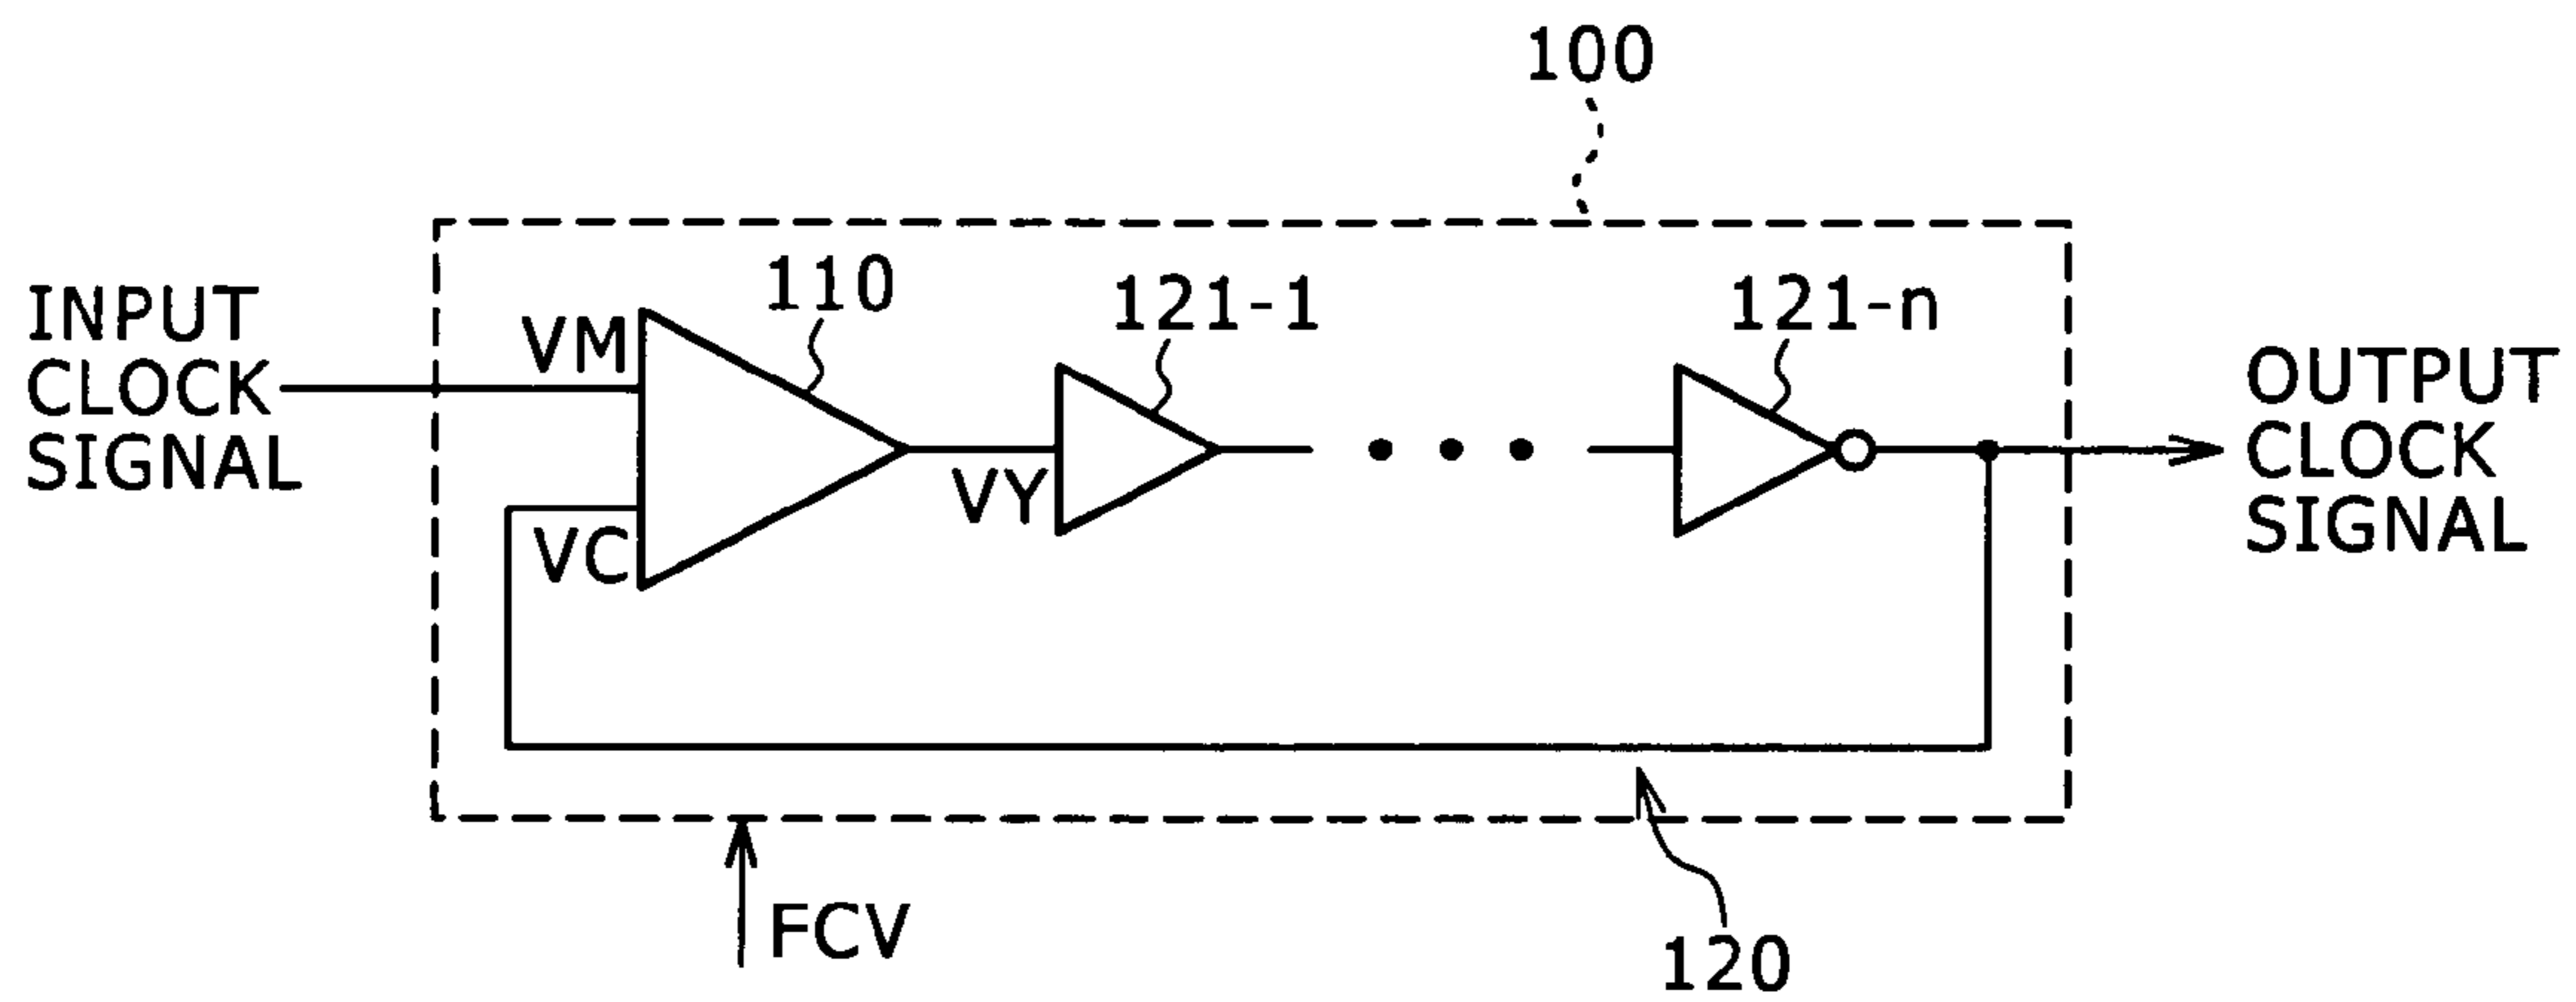 100
110
121-1
121-n
INPUT
CLOCK
SIGNAL
VM
VC
VY
OUTPUT
CLOCK
SIGNAL
FCV
120